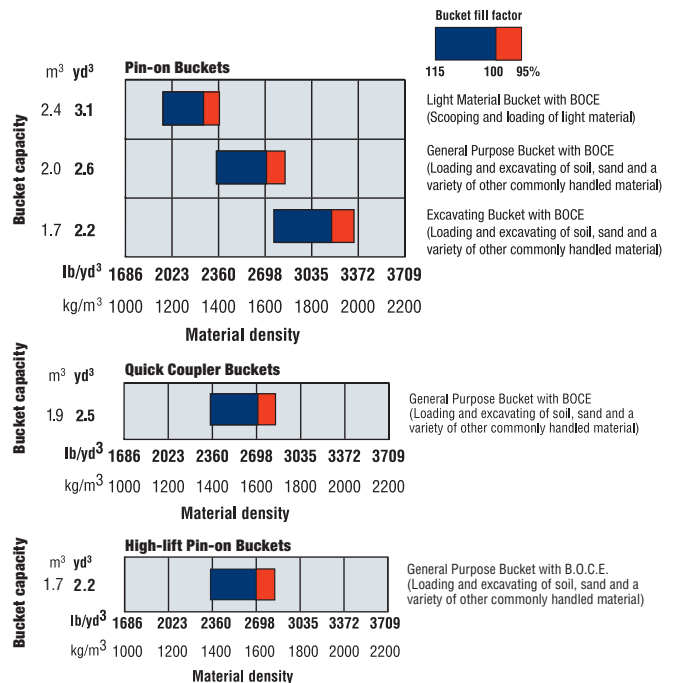 Bucket fill factor
115 100 95%
m³ yd³ Pin-on Buckets
Bucket capacity
2.4 3.1
Light Material Bucket with BOCE
(Scooping and loading of light material)
2.0 2.6
General Purpose Bucket with BOCE
(Loading and excavating of soil, sand and a
variety of other commonly handled material)
1.7 2.2
Excavating Bucket with BOCE
(Loading and excavating of soil, sand and a
variety of other commonly handled material)
lb/yd³ 1686 2023 2360 2698 3035 3372 3709
kg/m³ 1000 1200 1400 1600 1800 2000 2200
Material density
Quick Coupler Buckets
m³ yd³
Bucket capacity
1.9 2.5
General Purpose Bucket with BOCE
(Loading and excavating of soil, sand and a
variety of other commonly handled material)
lb/yd³ 1686 2023 2360 2698 3035 3372 3709
kg/m³ 1000 1200 1400 1600 1800 2000 2200
Material density
High-lift Pin-on Buckets
m³ yd³
Bucket capacity
1.7 2.2
General Purpose Bucket with B.O.C.E.
(Loading and excavating of soil, sand and a
variety of other commonly handled material)
lb/yd³ 1686 2023 2360 2698 3035 3372 3709
kg/m³ 1000 1200 1400 1600 1800 2000 2200
Material density